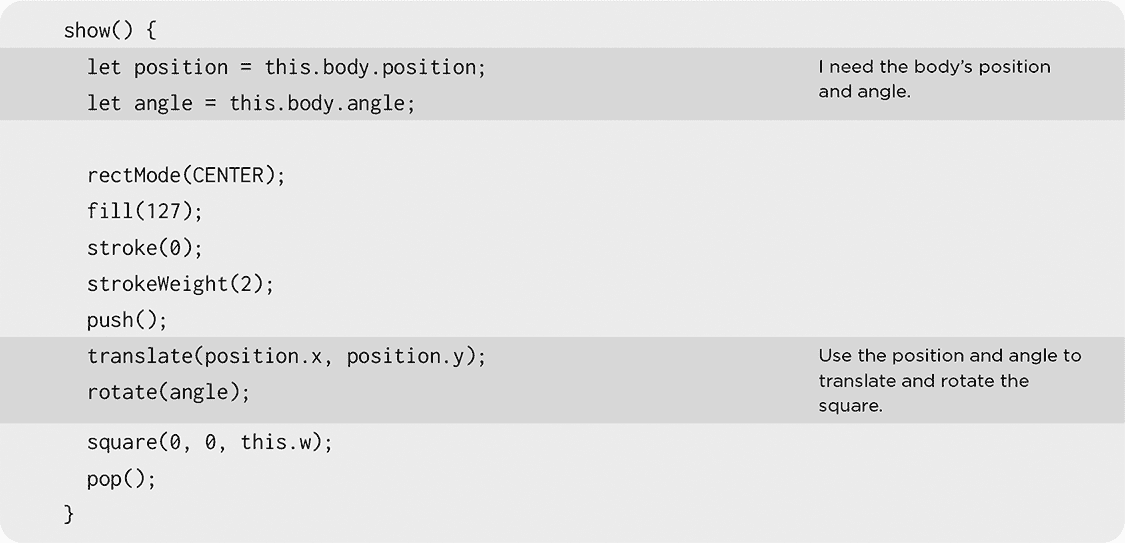 show() {
let position = this.body.position;
let angle = this.body.angle;
I need the body’s position
and angle.
rectMode(CENTER);
fill(127);
stroke(0);
strokeWeight(2);
push();
translate(position.x, position.y);
rotate(angle);
Use the position and angle to
translate and rotate the
square.
square(0, 0, this.w);
pop();
}